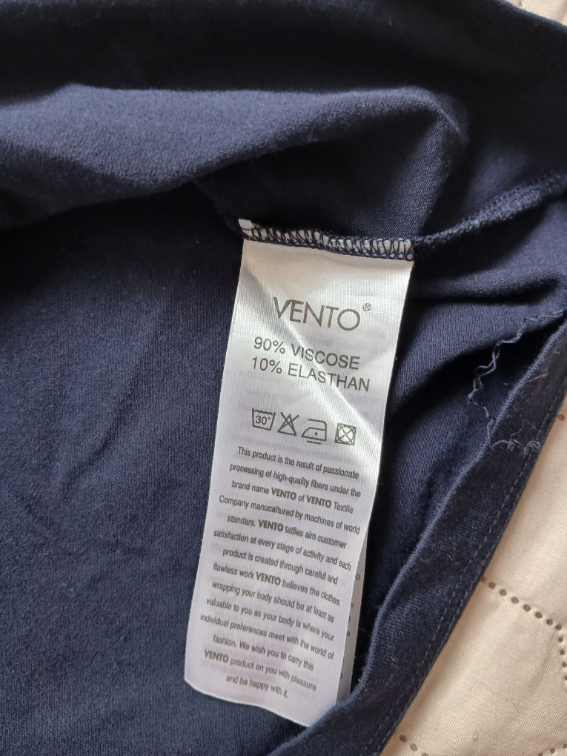 VENTO®
90% VISCOSE
10% ELASTHAN
30°
This product is the result of passionate
processing of high-quality fibers under the
brand name VENTO of VENTO Textile
Company manucaftured by machines of world
standars. VENTO tailles aim customer
satisfaction at every stage of activity and each
product is created through careful and
flawless work VENTO believes the clothes
wrapping your body should be at least as
valuable to you as your body is where your
individual preferences meet with the world of
fashion. We wish you to carry this
VENTO product on you with pleasure
and be happy with it.